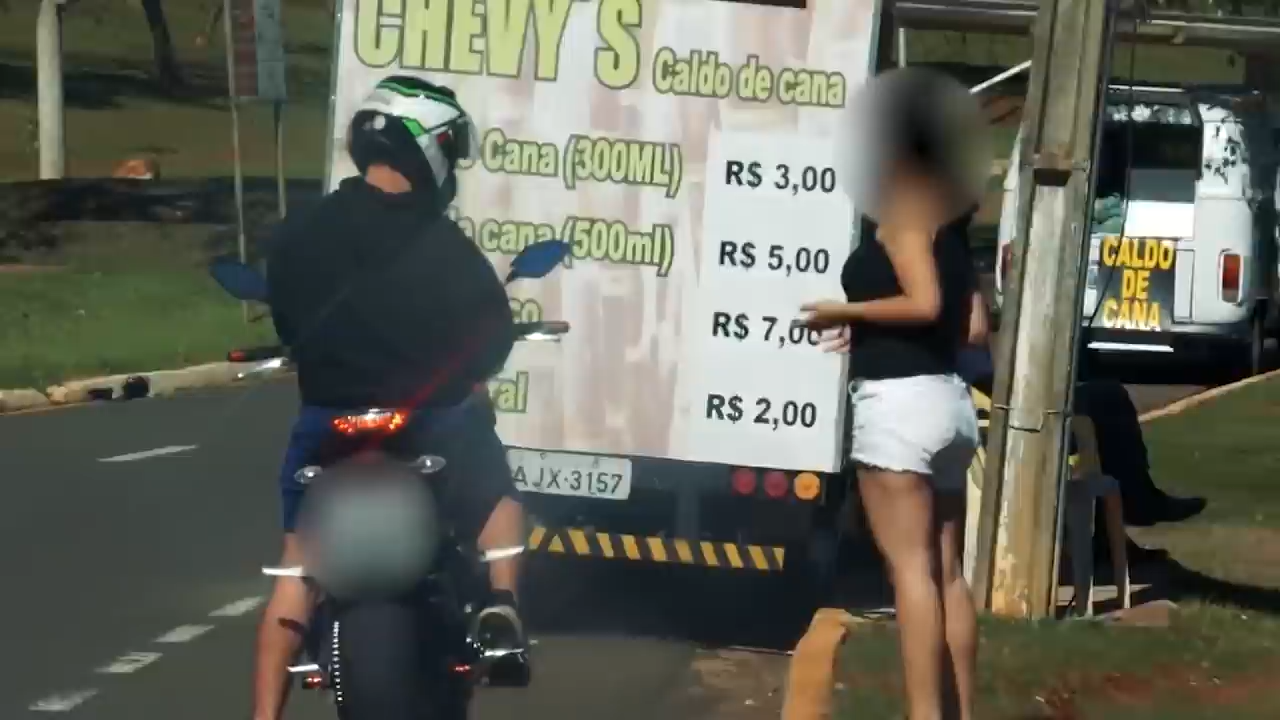 CHEVY'S Caldo de cana
Cana (300ML) R$ 3,00
cana (500ml) R$ 5,00
R$ 7,00
R$ 2,00
AJX-3157
CALDO
DE
CANA